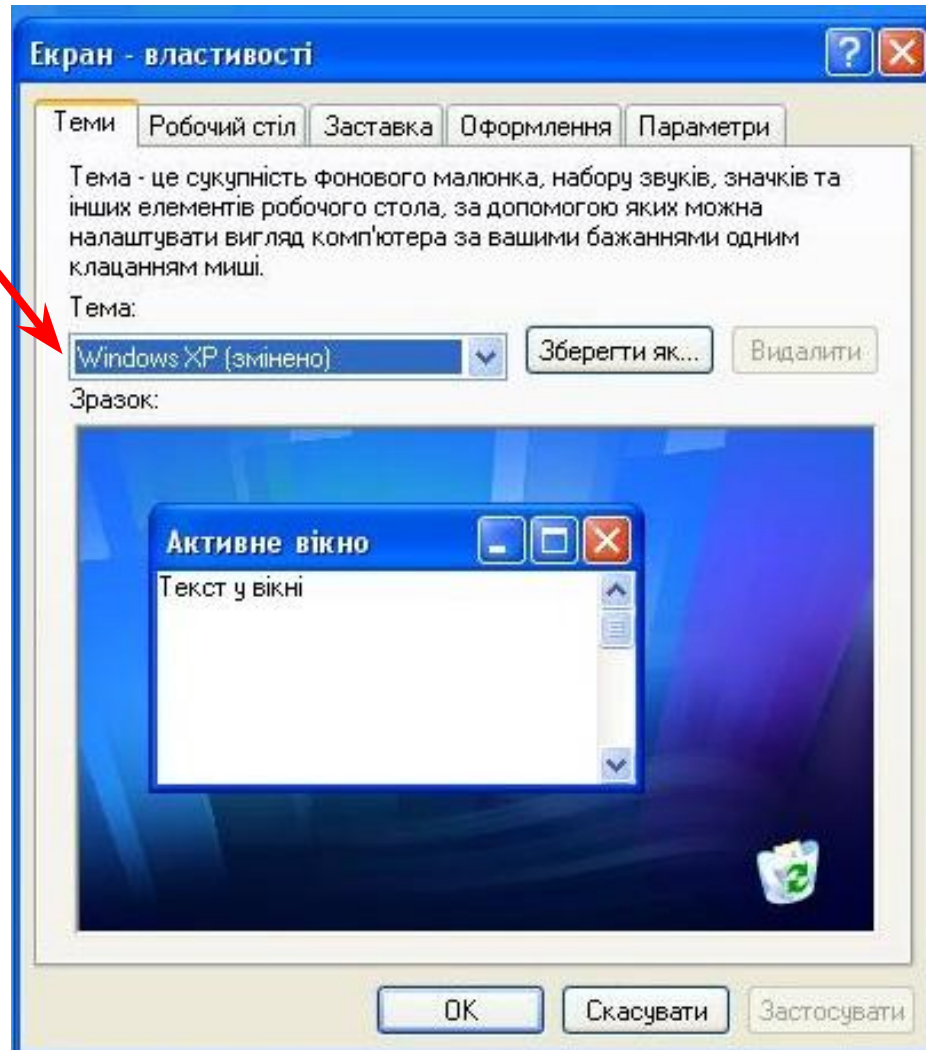 Екран - властивості
Теми Робочий стіл Заставка Оформлення Параметри
Тема - це сукупність фонового малюнка, набору звуків, значків та
інших елементів робочого стола, за допомогою яких можна
налаштувати вигляд комп'ютера за вашими бажаннями одним
клацанням миші.
Тема:
Windows XP (змінено) Зберегти як... Видалити
Зразок:
Активне вікно
Текст у вікні
OK Скасувати Застосувати